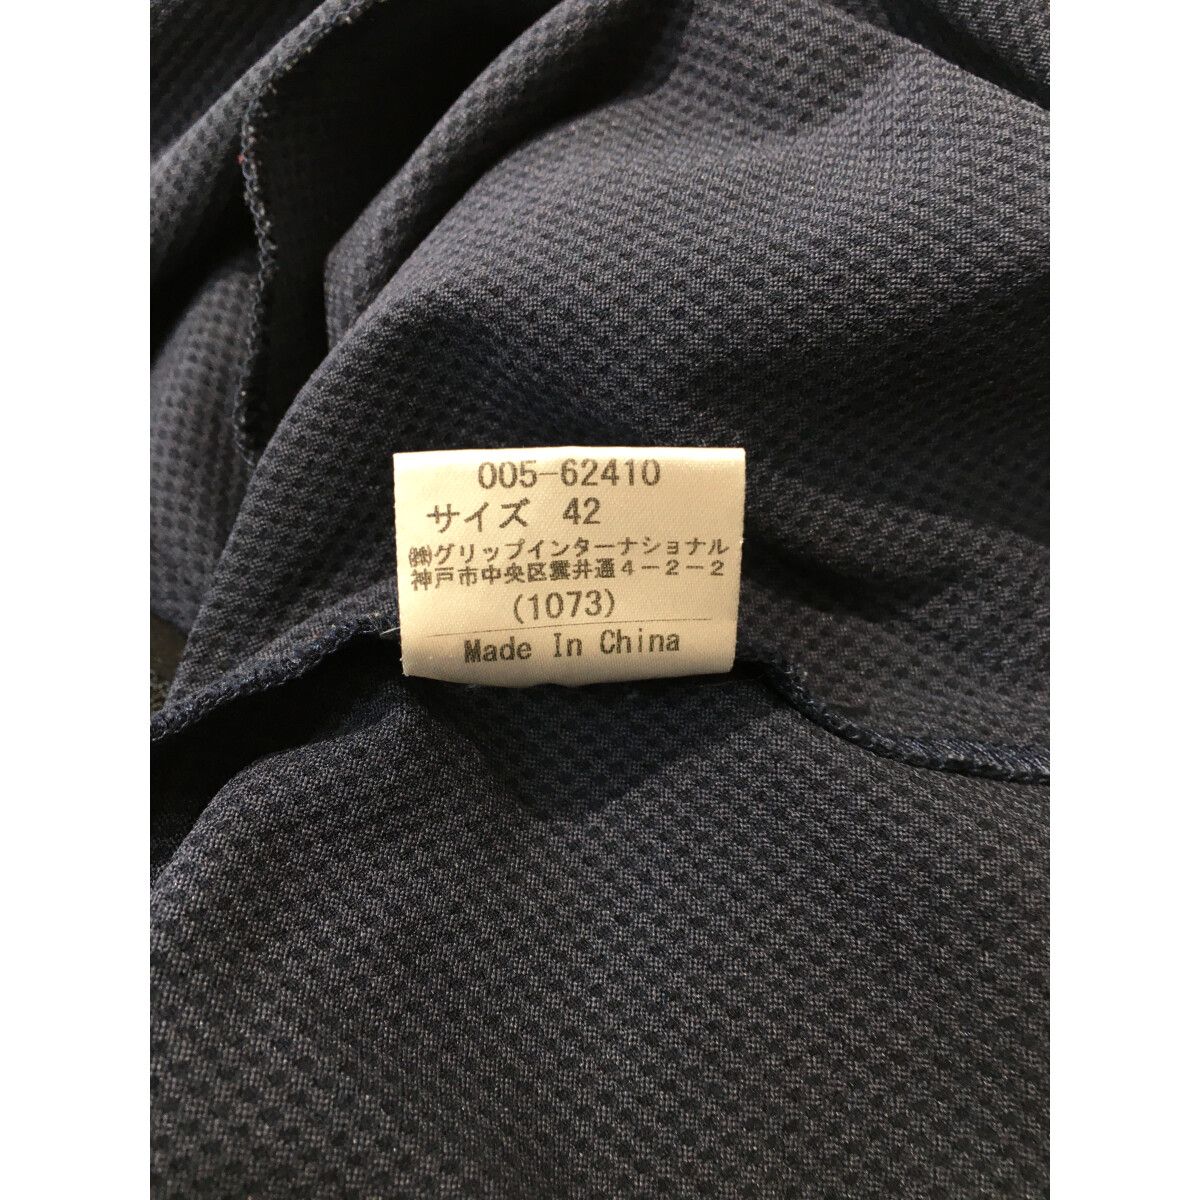 005-62410
サイズ 42
㈱グリップインターナショナル
神戸市中央区雲井通4-2-2
(1073)
Made In China